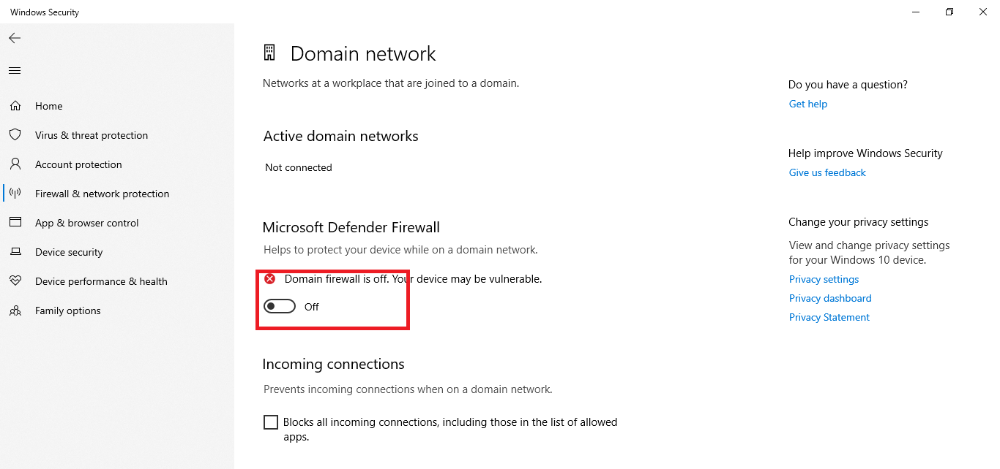 Windows Security
Home
Virus & threat protection
Account protection
Firewall & network protection
App & browser control
Device security
Device performance & health
Family options
Domain network
Networks at a workplace that are joined to a domain.
Active domain networks
Not connected
Microsoft Defender Firewall
Helps to protect your device while on a domain network.
Domain firewall is off. Your device may be vulnerable.
Off
Incoming connections
Prevents incoming connections when on a domain network.
Blocks all incoming connections, including those in the list of allowed
apps.
Do you have a question?
Get help
Help improve Windows Security
Give us feedback
Change your privacy settings
View and change privacy settings
for your Windows 10 device.
Privacy settings
Privacy dashboard
Privacy Statement